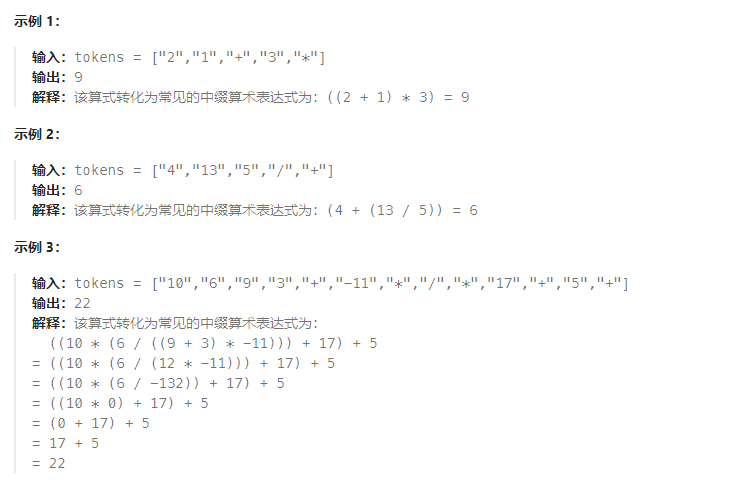 示例 1：
输入：tokens = ["2","1","+","3","*"]
输出：9
解释：该算式转化为常见的中缀算术表达式为：((2 + 1) * 3) = 9
示例 2：
输入：tokens = ["4","13","5","/","+"]
输出：6
解释：该算式转化为常见的中缀算术表达式为：(4 + (13 / 5)) = 6
示例 3：
输入：tokens = ["10","6","9","3","+","-11","*","/","*","17","+","5","+"]
输出：22
解释：该算式转化为常见的中缀算术表达式为：
((10 * (6 / ((9 + 3) * -11))) + 17) + 5
= ((10 * (6 / (12 * -11))) + 17) + 5
= ((10 * (6 / -132)) + 17) + 5
= ((10 * 0) + 17) + 5
= (0 + 17) + 5
= 17 + 5
= 22